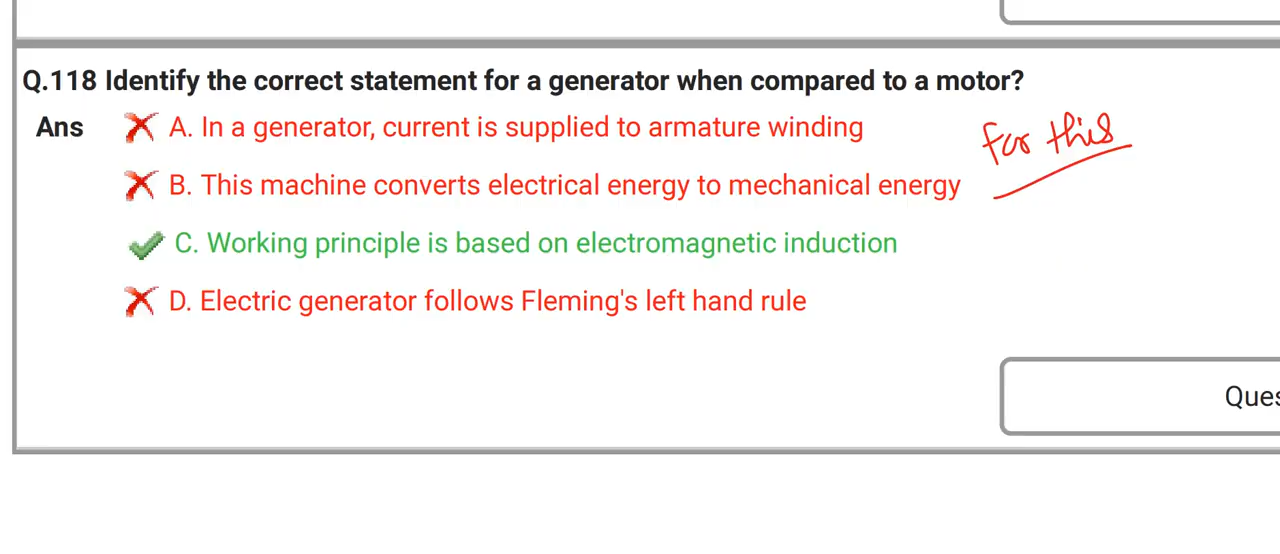 Q.118 Identify the correct statement for a generator when compared to a motor?
Ans A. In a generator, current is supplied to armature winding
for this
B. This machine converts electrical energy to mechanical energy
C. Working principle is based on electromagnetic induction
D. Electric generator follows Fleming's left hand rule
Ques